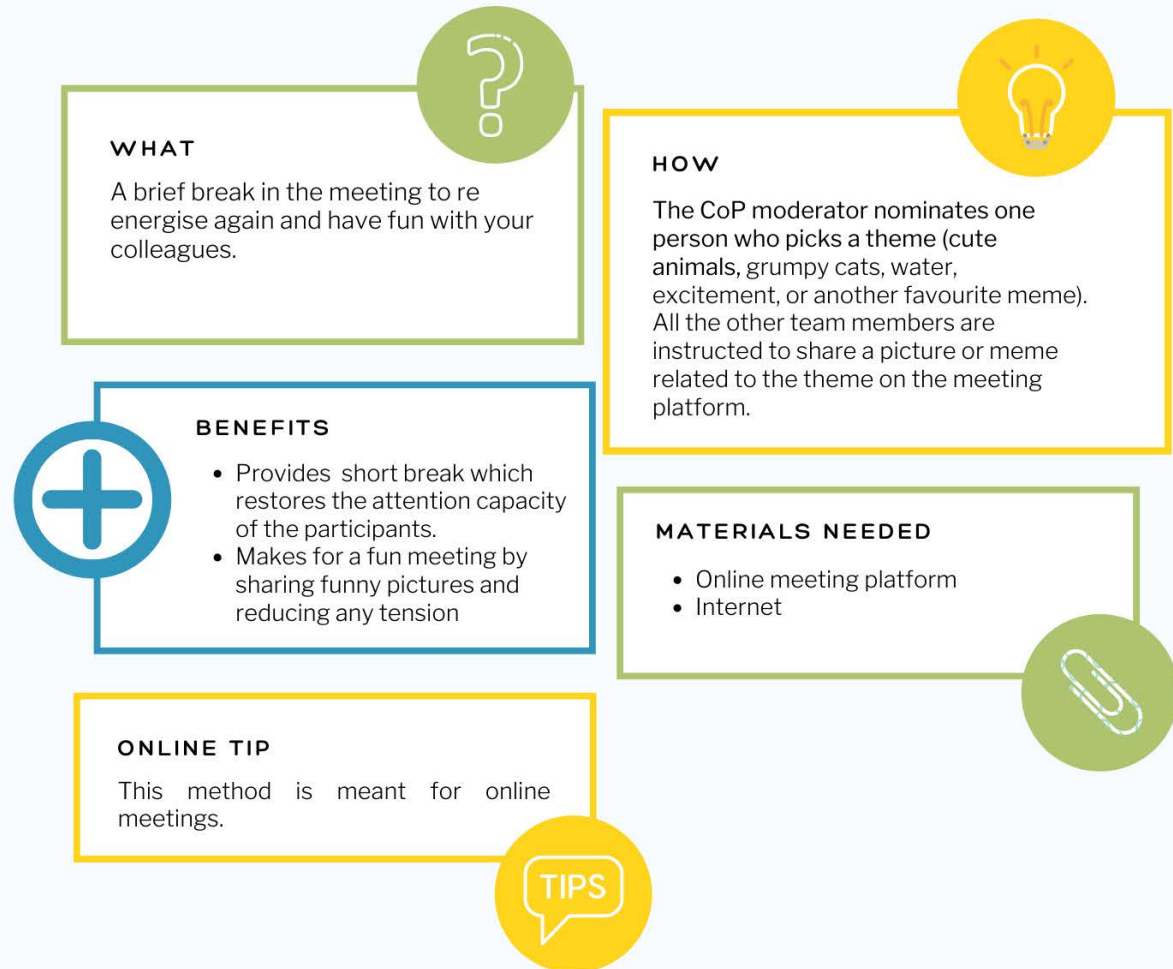 WHAT
A brief break in the meeting to re
energise again and have fun with your
colleagues.
HOW
The CoP moderator nominates one
person who picks a theme (cute
animals, grumpy cats, water,
excitement, or another favourite meme).
All the other team members are
instructed to share a picture or meme
related to the theme on the meeting
platform.
BENEFITS
• Provides short break which
restores the attention capacity
of the participants.
• Makes for a fun meeting by
sharing funny pictures and
reducing any tension
MATERIALS NEEDED
• Online meeting platform
• Internet
ONLINE TIP
This method is meant for online
meetings.
TIPS